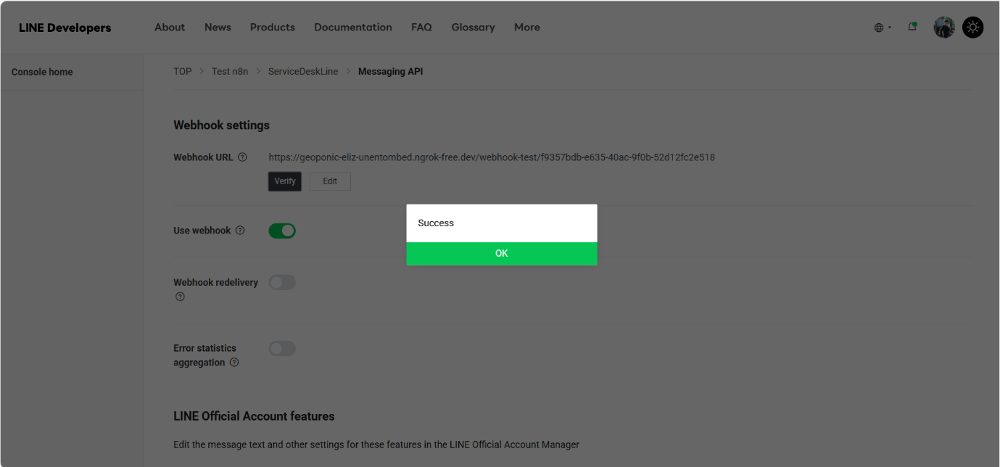 LINE Developers
About News Products Documentation FAQ Glossary More
Console home
TOP > Test n8n > ServiceDeskLine > Messaging API
Webhook settings
Webhook URL ? https://geoponic-eliz-unentombed.ngrok-free.dev/webhook-test/f9357bdb-e635-40ac-9f0b-52d12fc2e518
Verify Edit
Success
Use webhook ?
OK
Webhook redelivery
?
Error statistics
aggregation ?
LINE Official Account features
Edit the message text and other settings for these features in the LINE Official Account Manager